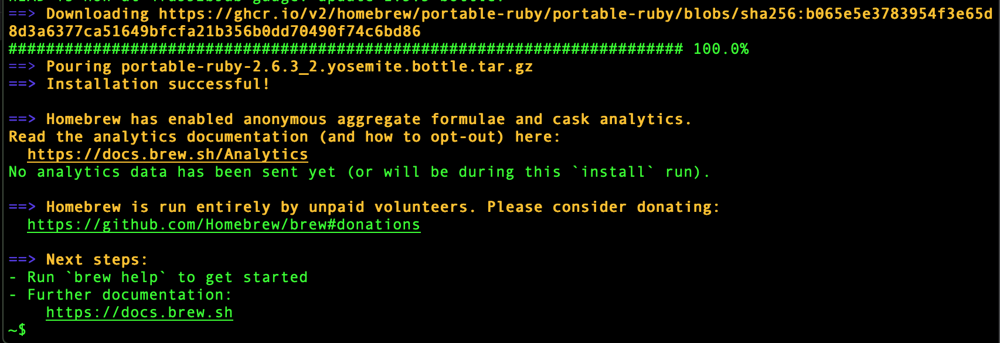 ==> Downloading https://ghcr.io/v2/homebrew/portable-ruby/portable-ruby/blobs/sha256:b065e5e3783954f3e65d
8d3a6377ca51649bfcfa21b356b0dd70490f74c6bd86
######################################################################## 100.0%
==> Pouring portable-ruby-2.6.3_2.yosemite.bottle.tar.gz
==> Installation successful!
==> Homebrew has enabled anonymous aggregate formulae and cask analytics.
Read the analytics documentation (and how to opt-out) here:
https://docs.brew.sh/Analytics
No analytics data has been sent yet (or will be during this `install` run).
==> Homebrew is run entirely by unpaid volunteers. Please consider donating:
https://github.com/Homebrew/brew#donations
==> Next steps:
- Run `brew help` to get started
- Further documentation:
https://docs.brew.sh
~$